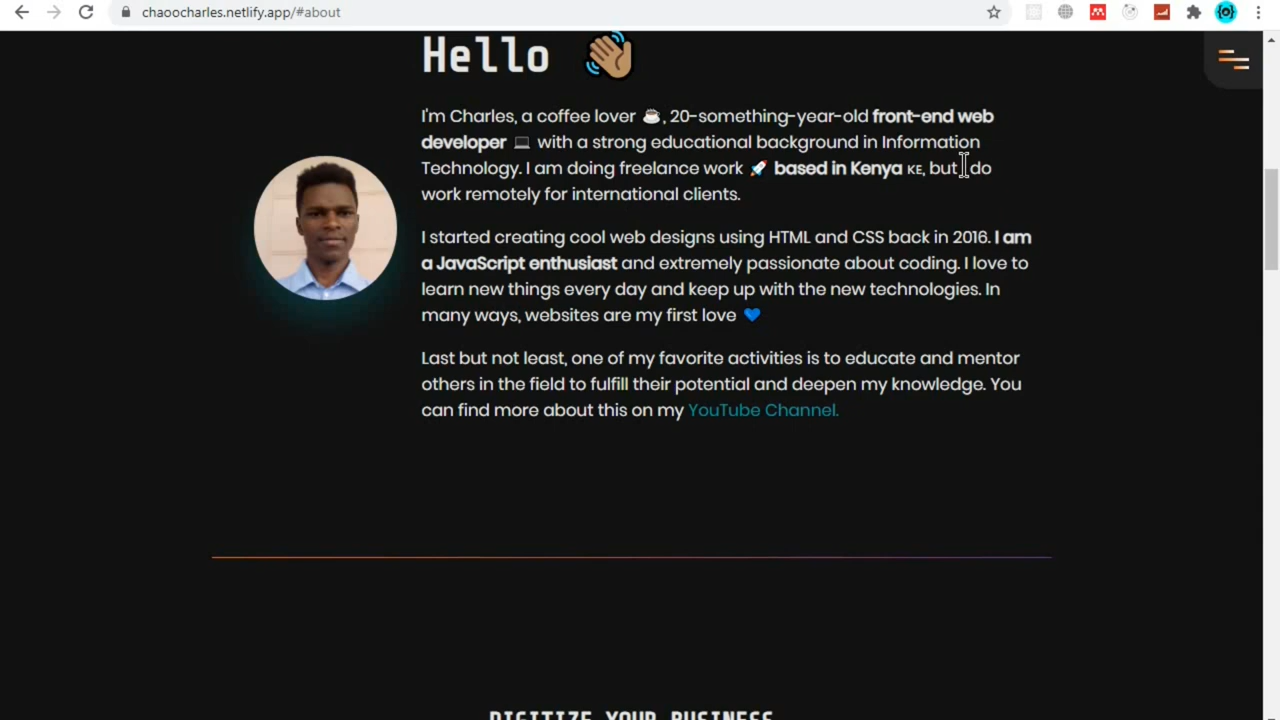 chaoocharles.netlify.app/#about
Hello 👋🏽
I'm Charles, a coffee lover ☕, 20-something-year-old front-end web
developer 💻 with a strong educational background in Information
Technology. I am doing freelance work 🚀 based in Kenya KE, but I do
work remotely for international clients.
I started creating cool web designs using HTML and CSS back in 2016. I am
a JavaScript enthusiast and extremely passionate about coding. I love to
learn new things every day and keep up with the new technologies. In
many ways, websites are my first love 💙
Last but not least, one of my favorite activities is to educate and mentor
others in the field to fulfill their potential and deepen my knowledge. You
can find more about this on my YouTube Channel.
DIGITIZE YOUR BUSINESS